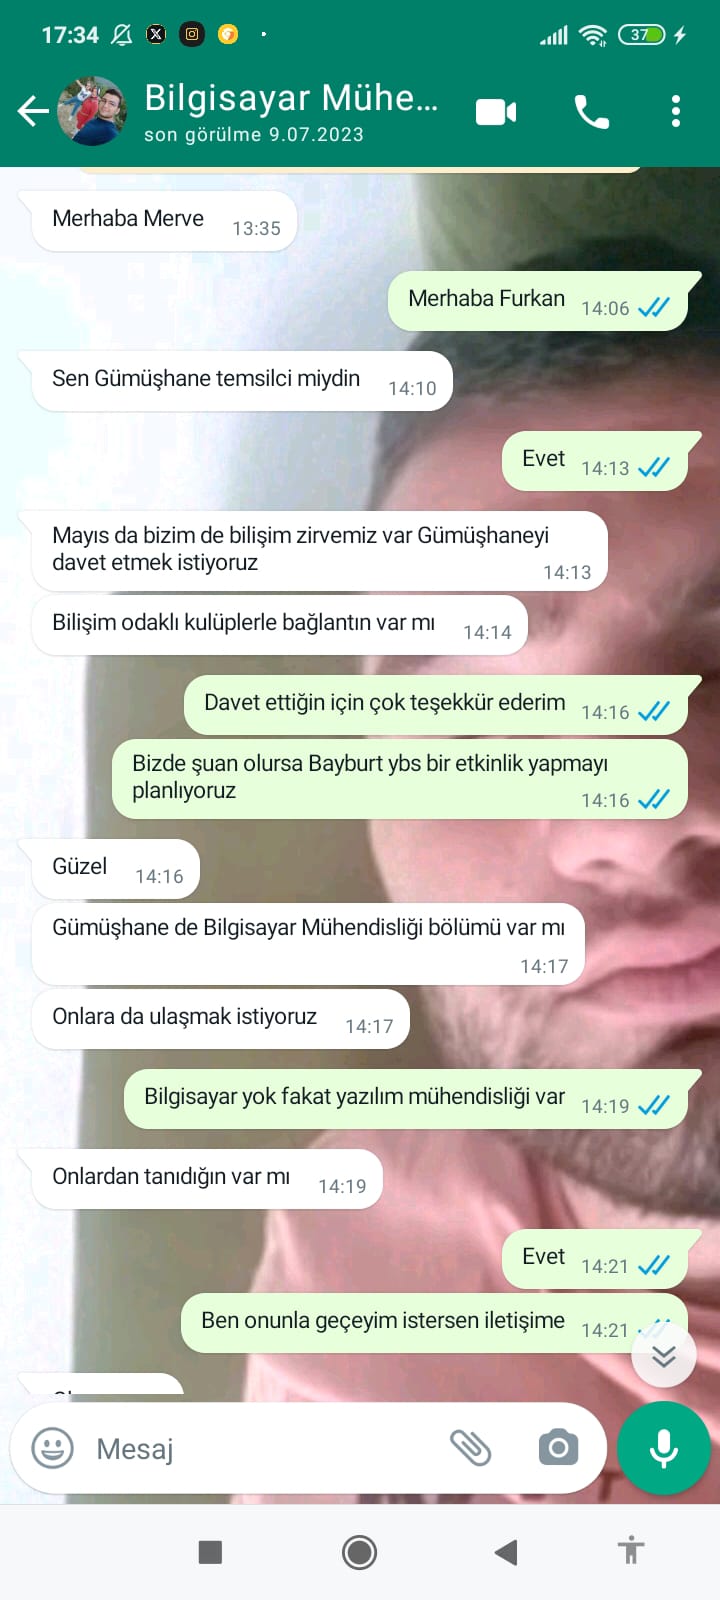 17:34
37
Bilgisayar Mühe...
son görülme 9.07.2023
Merhaba Merve 13:35
Merhaba Furkan 14:06
Sen Gümüşhane temsilci miydin 14:10
Evet 14:13
Mayıs da bizim de bilişim zirvemiz var Gümüşhaneyi
davet etmek istiyoruz
14:13
Bilişim odaklı kulüplerle bağlantın var mı 14:14
Davet ettiğin için çok teşekkür ederim 14:16
Bizde şuan olursa Bayburt ybs bir etkinlik yapmayı
planlıyoruz
14:16
Güzel 14:16
Gümüşhane de Bilgisayar Mühendisliği bölümü var mı
14:17
Onlara da ulaşmak istiyoruz 14:17
Bilgisayar yok fakat yazılım mühendisliği var 14:19
Onlardan tanıdığın var mı 14:19
Evet 14:21
Ben onunla geçeyim istersen iletişime 14:21
Mesaj